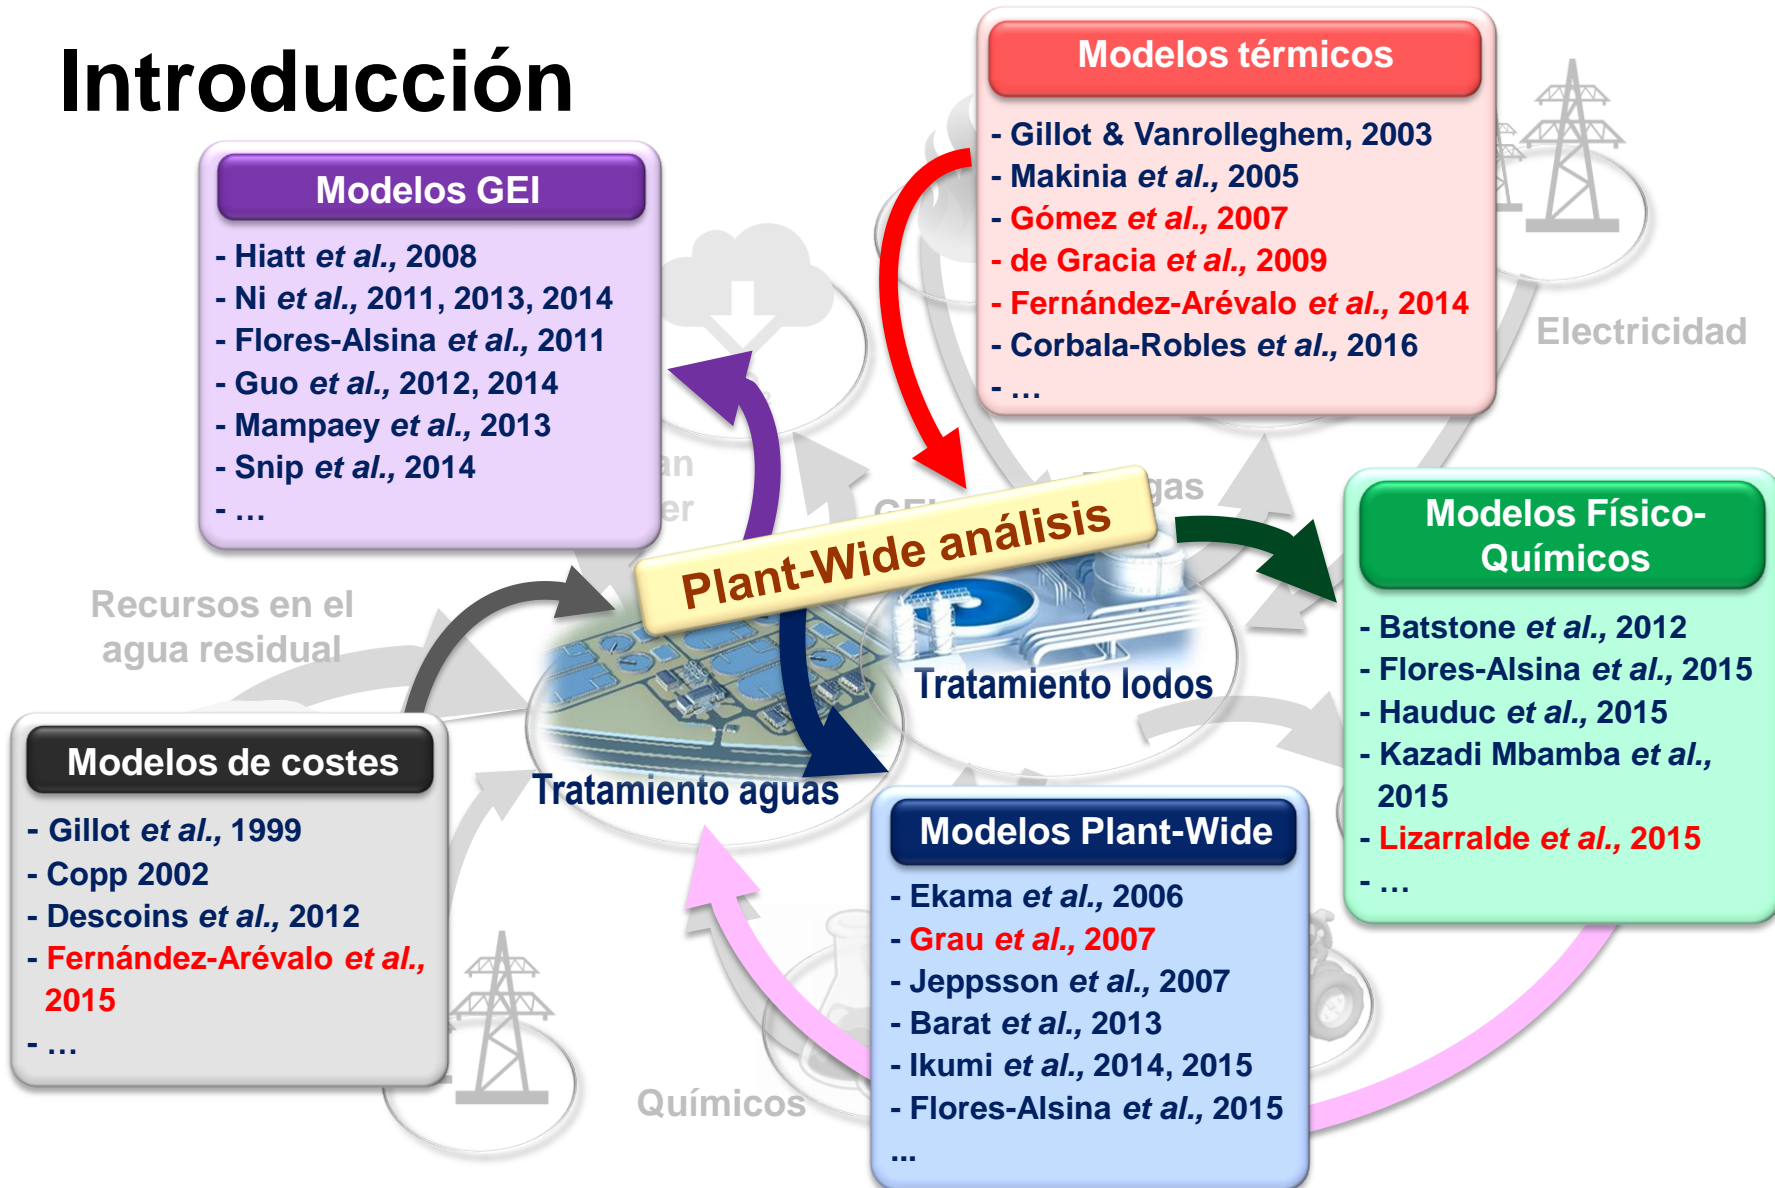 Introducción
Modelos térmicos
- Gillot & Vanrolleghem, 2003
- Makinia et al., 2005
- Gómez et al., 2007
- de Gracia et al., 2009
- Fernández-Arévalo et al., 2014
- Corbala-Robles et al., 2016
- …
Modelos GEI
- Hiatt et al., 2008
- Ni et al., 2011, 2013, 2014
- Flores-Alsina et al., 2011
- Guo et al., 2012, 2014
- Mampaey et al., 2013
- Snip et al., 2014
- …
Electricidad
Plant-Wide análisis
Modelos Físico-
Químicos
- Batstone et al., 2012
- Flores-Alsina et al., 2015
- Hauduc et al., 2015
- Kazadi Mbamba et al.,
2015
- Lizarralde et al., 2015
- …
Recursos en el
agua residual
Tratamiento lodos
Tratamiento aguas
Modelos de costes
- Gillot et al., 1999
- Copp 2002
- Descoins et al., 2012
- Fernández-Arévalo et al.,
2015
- …
Modelos Plant-Wide
- Ekama et al., 2006
- Grau et al., 2007
- Jeppsson et al., 2007
- Barat et al., 2013
- Ikumi et al., 2014, 2015
- Flores-Alsina et al., 2015
...
Químicos